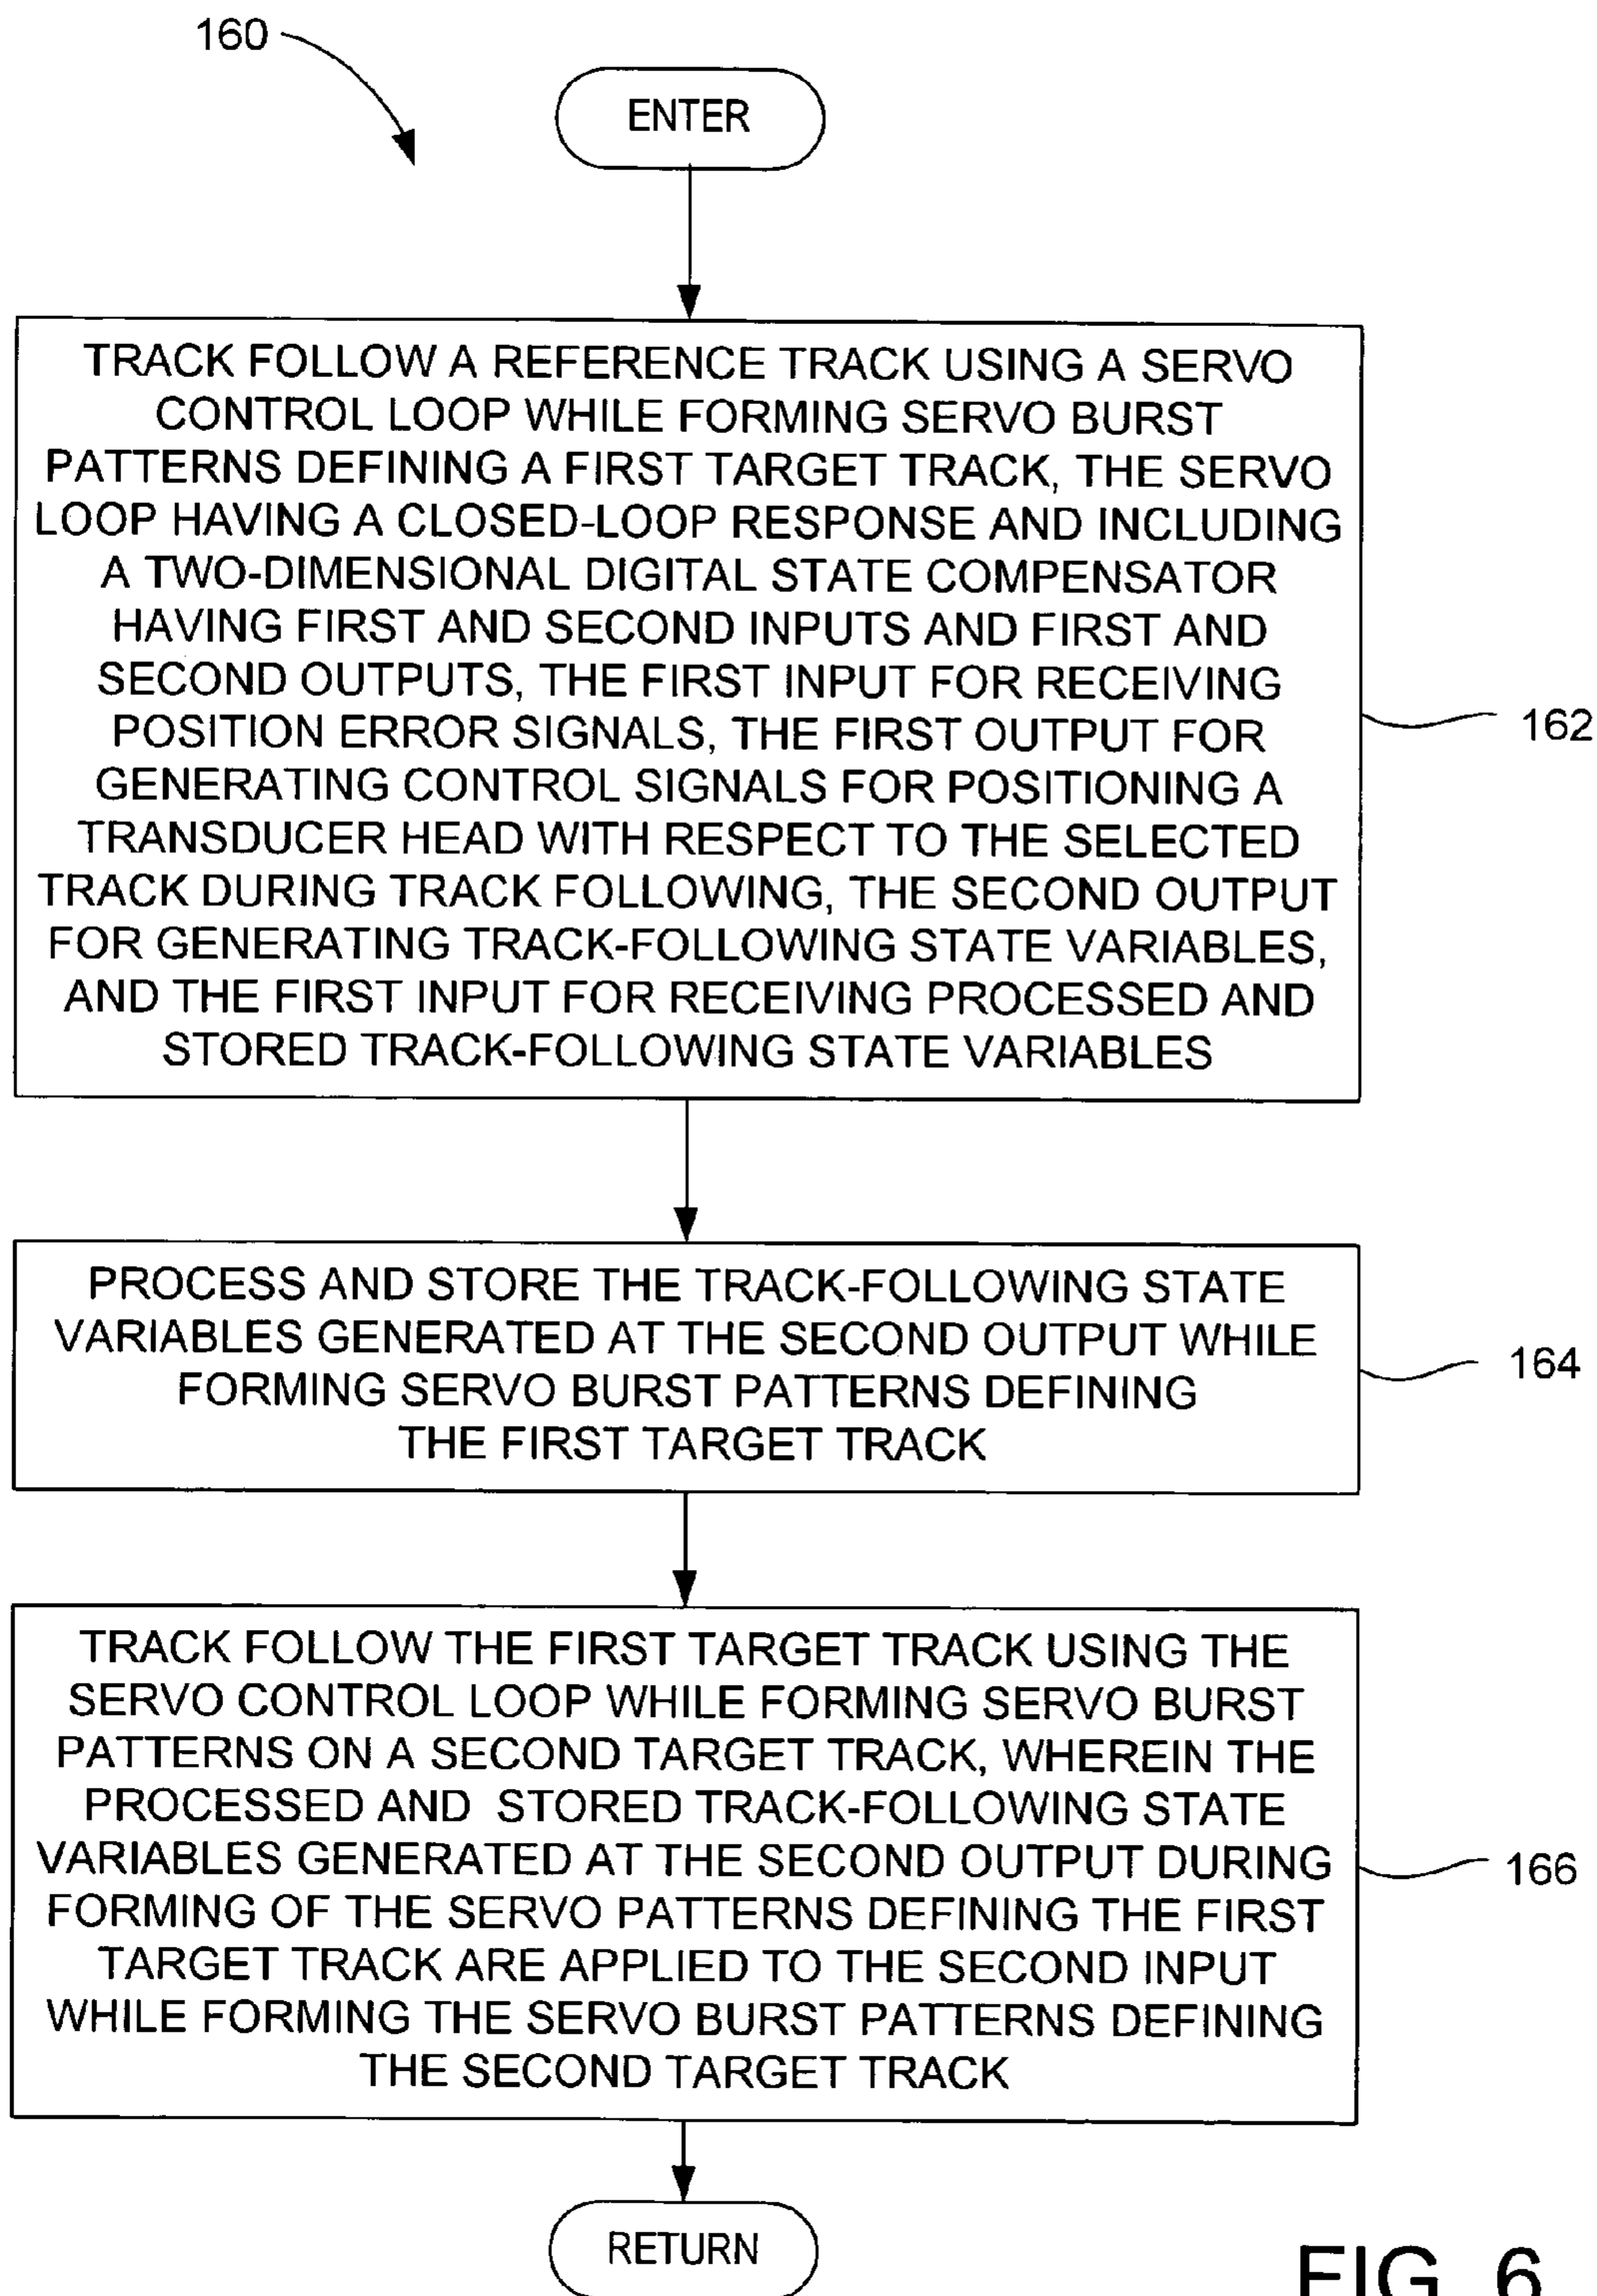 160
ENTER
TRACK FOLLOW A REFERENCE TRACK USING A SERVO
CONTROL LOOP WHILE FORMING SERVO BURST
PATTERNS DEFINING A FIRST TARGET TRACK, THE SERVO
LOOP HAVING A CLOSED-LOOP RESPONSE AND INCLUDING
A TWO-DIMENSIONAL DIGITAL STATE COMPENSATOR
HAVING FIRST AND SECOND INPUTS AND FIRST AND
SECOND OUTPUTS, THE FIRST INPUT FOR RECEIVING
POSITION ERROR SIGNALS, THE FIRST OUTPUT FOR
GENERATING CONTROL SIGNALS FOR POSITIONING A
TRANSDUCER HEAD WITH RESPECT TO THE SELECTED
TRACK DURING TRACK FOLLOWING, THE SECOND OUTPUT
FOR GENERATING TRACK-FOLLOWING STATE VARIABLES,
AND THE FIRST INPUT FOR RECEIVING PROCESSED AND
STORED TRACK-FOLLOWING STATE VARIABLES
162
PROCESS AND STORE THE TRACK-FOLLOWING STATE
VARIABLES GENERATED AT THE SECOND OUTPUT WHILE
FORMING SERVO BURST PATTERNS DEFINING
THE FIRST TARGET TRACK
164
TRACK FOLLOW THE FIRST TARGET TRACK USING THE
SERVO CONTROL LOOP WHILE FORMING SERVO BURST
PATTERNS ON A SECOND TARGET TRACK, WHEREIN THE
PROCESSED AND STORED TRACK-FOLLOWING STATE
VARIABLES GENERATED AT THE SECOND OUTPUT DURING
FORMING OF THE SERVO PATTERNS DEFINING THE FIRST
TARGET TRACK ARE APPLIED TO THE SECOND INPUT
WHILE FORMING THE SERVO BURST PATTERNS DEFINING
THE SECOND TARGET TRACK
166
RETURN
FIG. 6